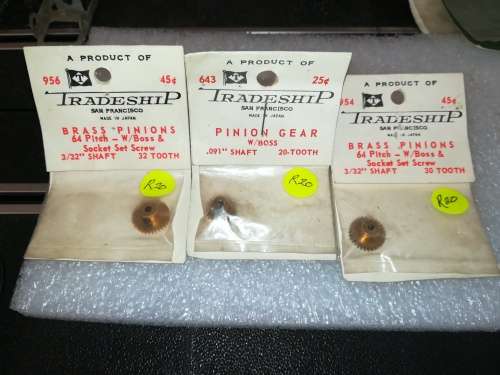 A PRODUCT OF
956 45¢
TRADESHIP
SAN FRANCISCO
MADE IN JAPAN
BRASS PINIONS
64 Pitch - W/Boss &
Socket Set Screw
3/32" SHAFT 32 TOOTH
R20
A PRODUCT OF
643 25¢
TRADESHIP
SAN FRANCISCO
MADE IN JAPAN
PINION GEAR
W/BOSS
.091" SHAFT 20-TOOTH
R20
A PRODUCT OF
954 45¢
TRADESHIP
SAN FRANCISCO
MADE IN JAPAN
BRASS PINIONS
64 Pitch - W/Boss &
Socket Set Screw
3/32" SHAFT 30 TOOTH
R20